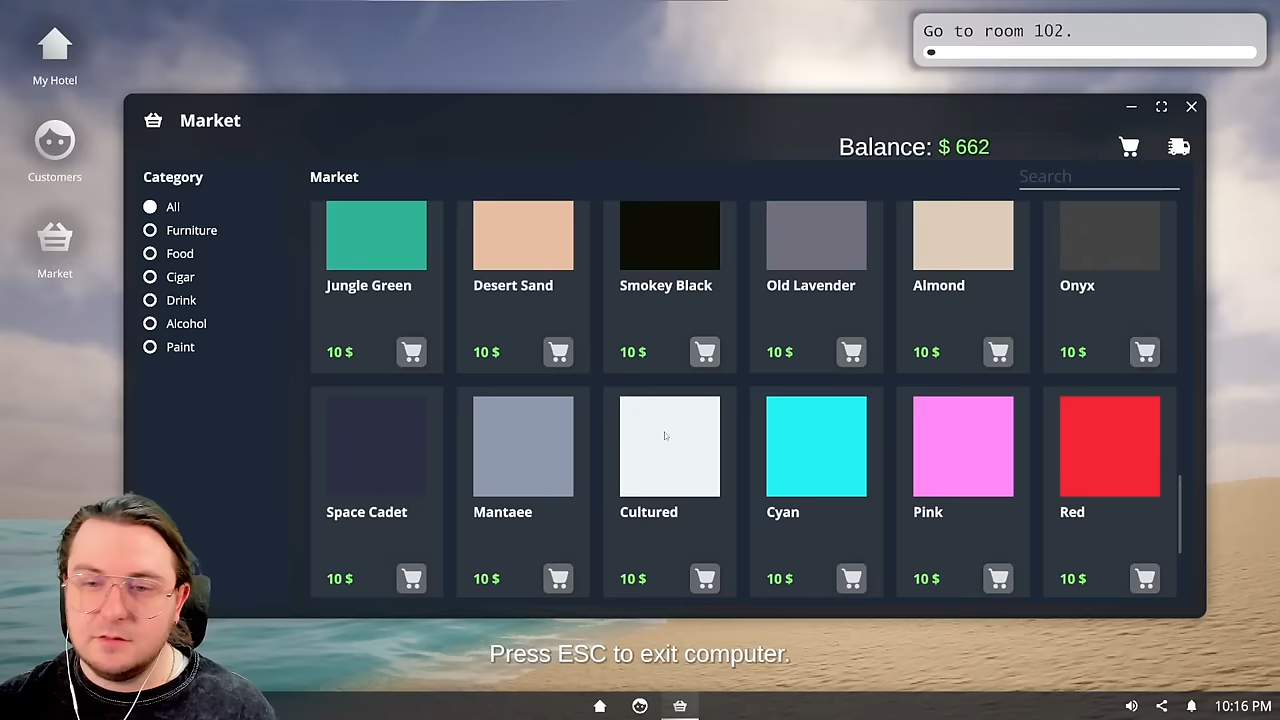 Go to room 102.
My Hotel
Customers
Market
Market
Balance: $ 662
Category
All
Furniture
Food
Cigar
Drink
Alcohol
Paint
Market
Search
Jungle Green
Desert Sand
Smokey Black
Old Lavender
Almond
Onyx
10 $
10 $
10 $
10 $
10 $
10 $
Space Cadet
Mantaee
Cultured
Cyan
Pink
Red
10 $
10 $
10 $
10 $
10 $
10 $
Press ESC to exit computer.
10:16 PM